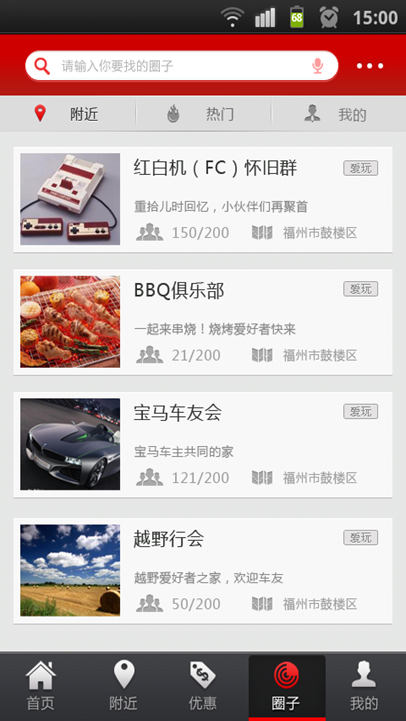 68 15:00
请输入你要找的圈子
附近 热门 我的
红白机（FC）怀旧群 爱玩
重拾儿时回忆，小伙伴们再聚首
150/200 福州市鼓楼区
BBQ俱乐部 爱玩
一起来串烧！烧烤爱好者快来
21/200 福州市鼓楼区
宝马车友会 爱玩
宝马车主共同的家
121/200 福州市鼓楼区
越野行会 爱玩
越野爱好者之家，欢迎车友
50/200 福州市鼓楼区
首页 附近 优惠 圈子 我的